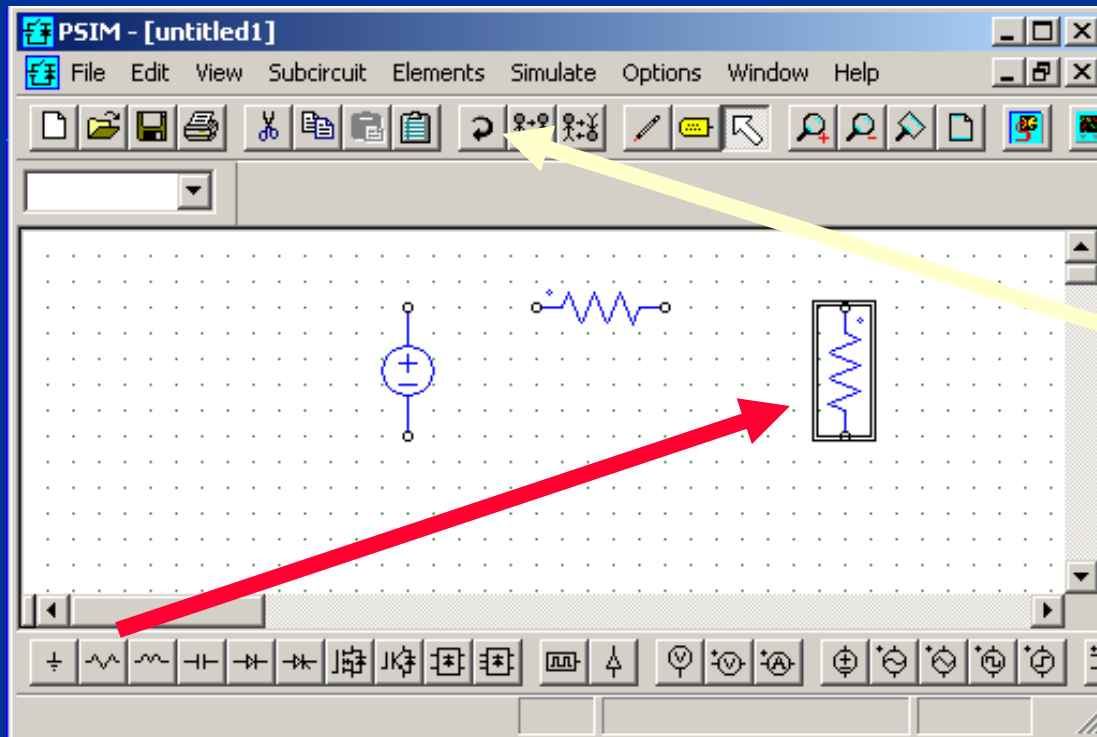 PSIM - [untitled1]
File Edit View Subcircuit Elements Simulate Options Window Help